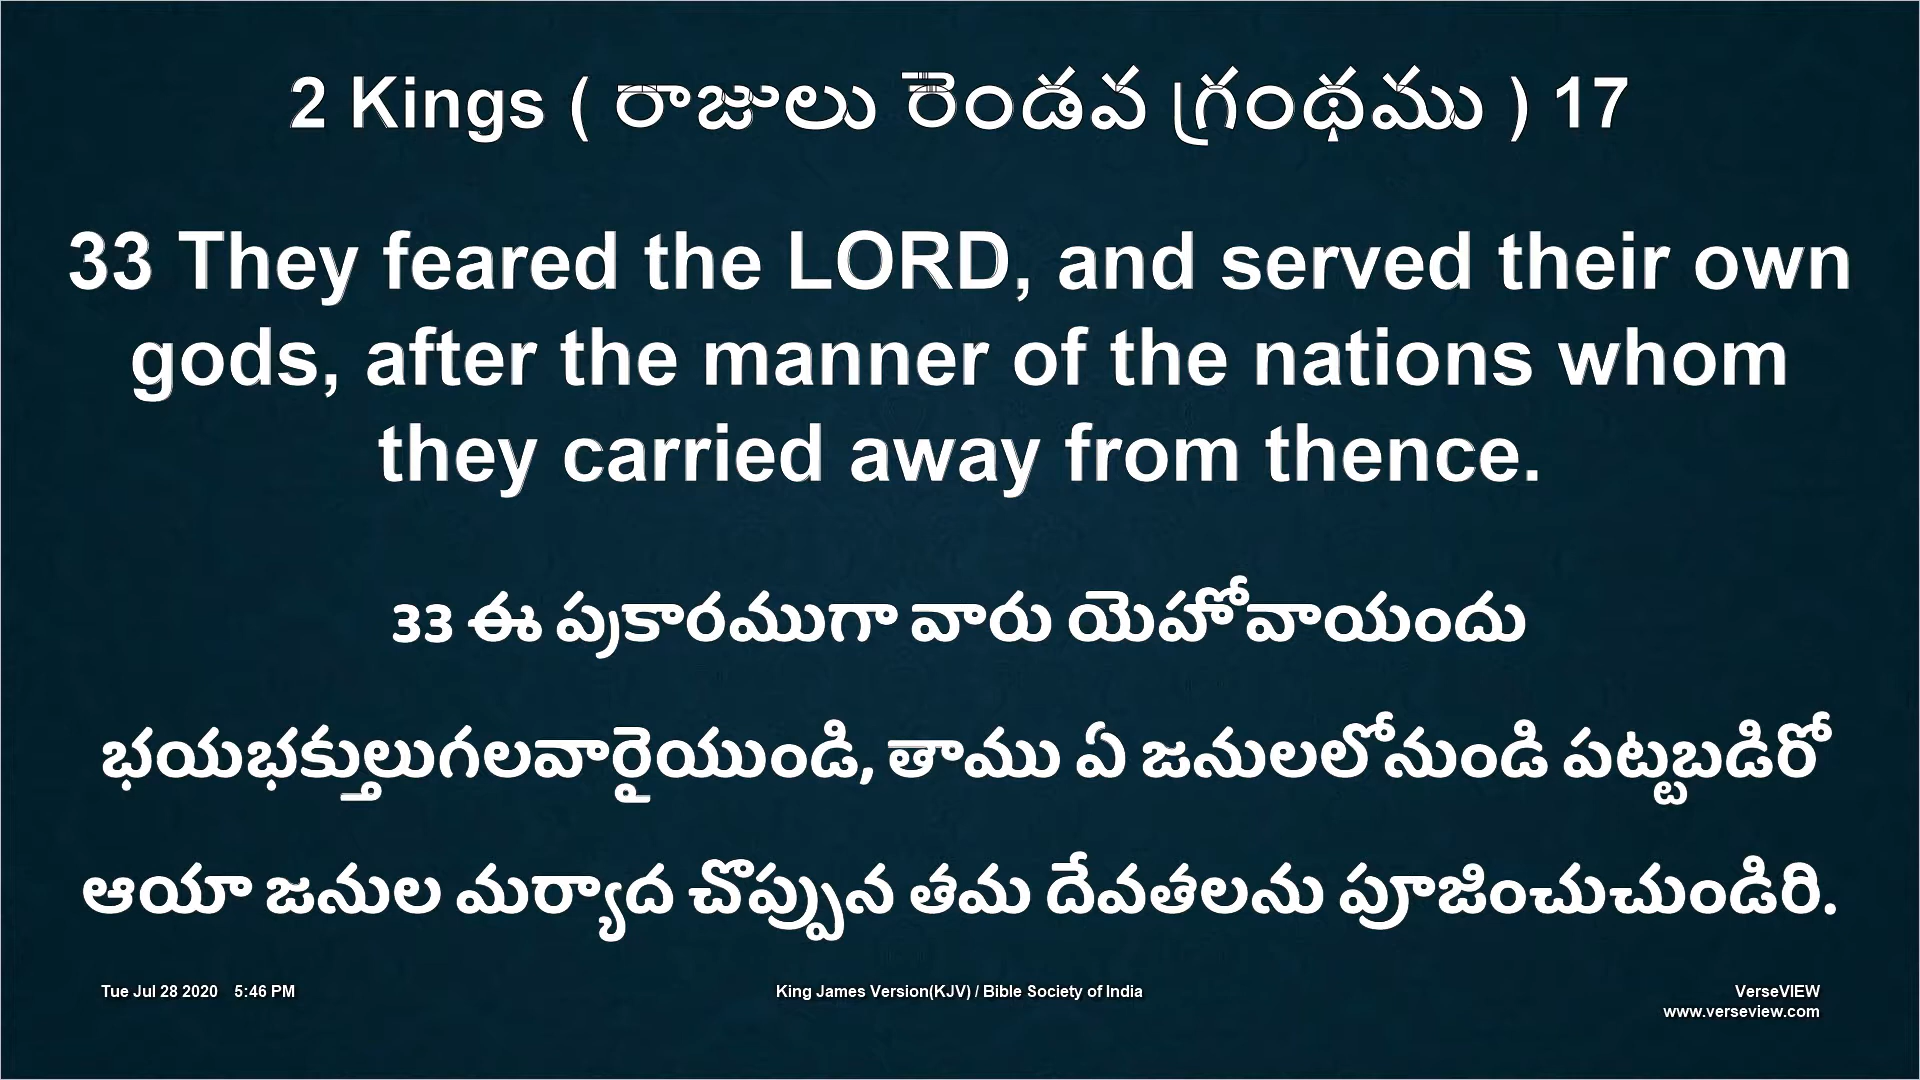 2 Kings ( రాజులు రెండవ గ్రంథము ) 17
33 They feared the LORD, and served their own
gods, after the manner of the nations whom
they carried away from thence.
33 ఈ ప్రకారముగా వారు యెహోవాయందు
భయభక్తులుగలవారైయుండి, తాము ఏ జనులలోనుండి పట్టబడిరో
ఆయా జనుల మర్యాద చొప్పున తమ దేవతలను పూజించుచుండిరి.
Tue Jul 28 2020 5:46 PM
King James Version(KJV) / Bible Society of India
VerseVIEW
www.verseview.com